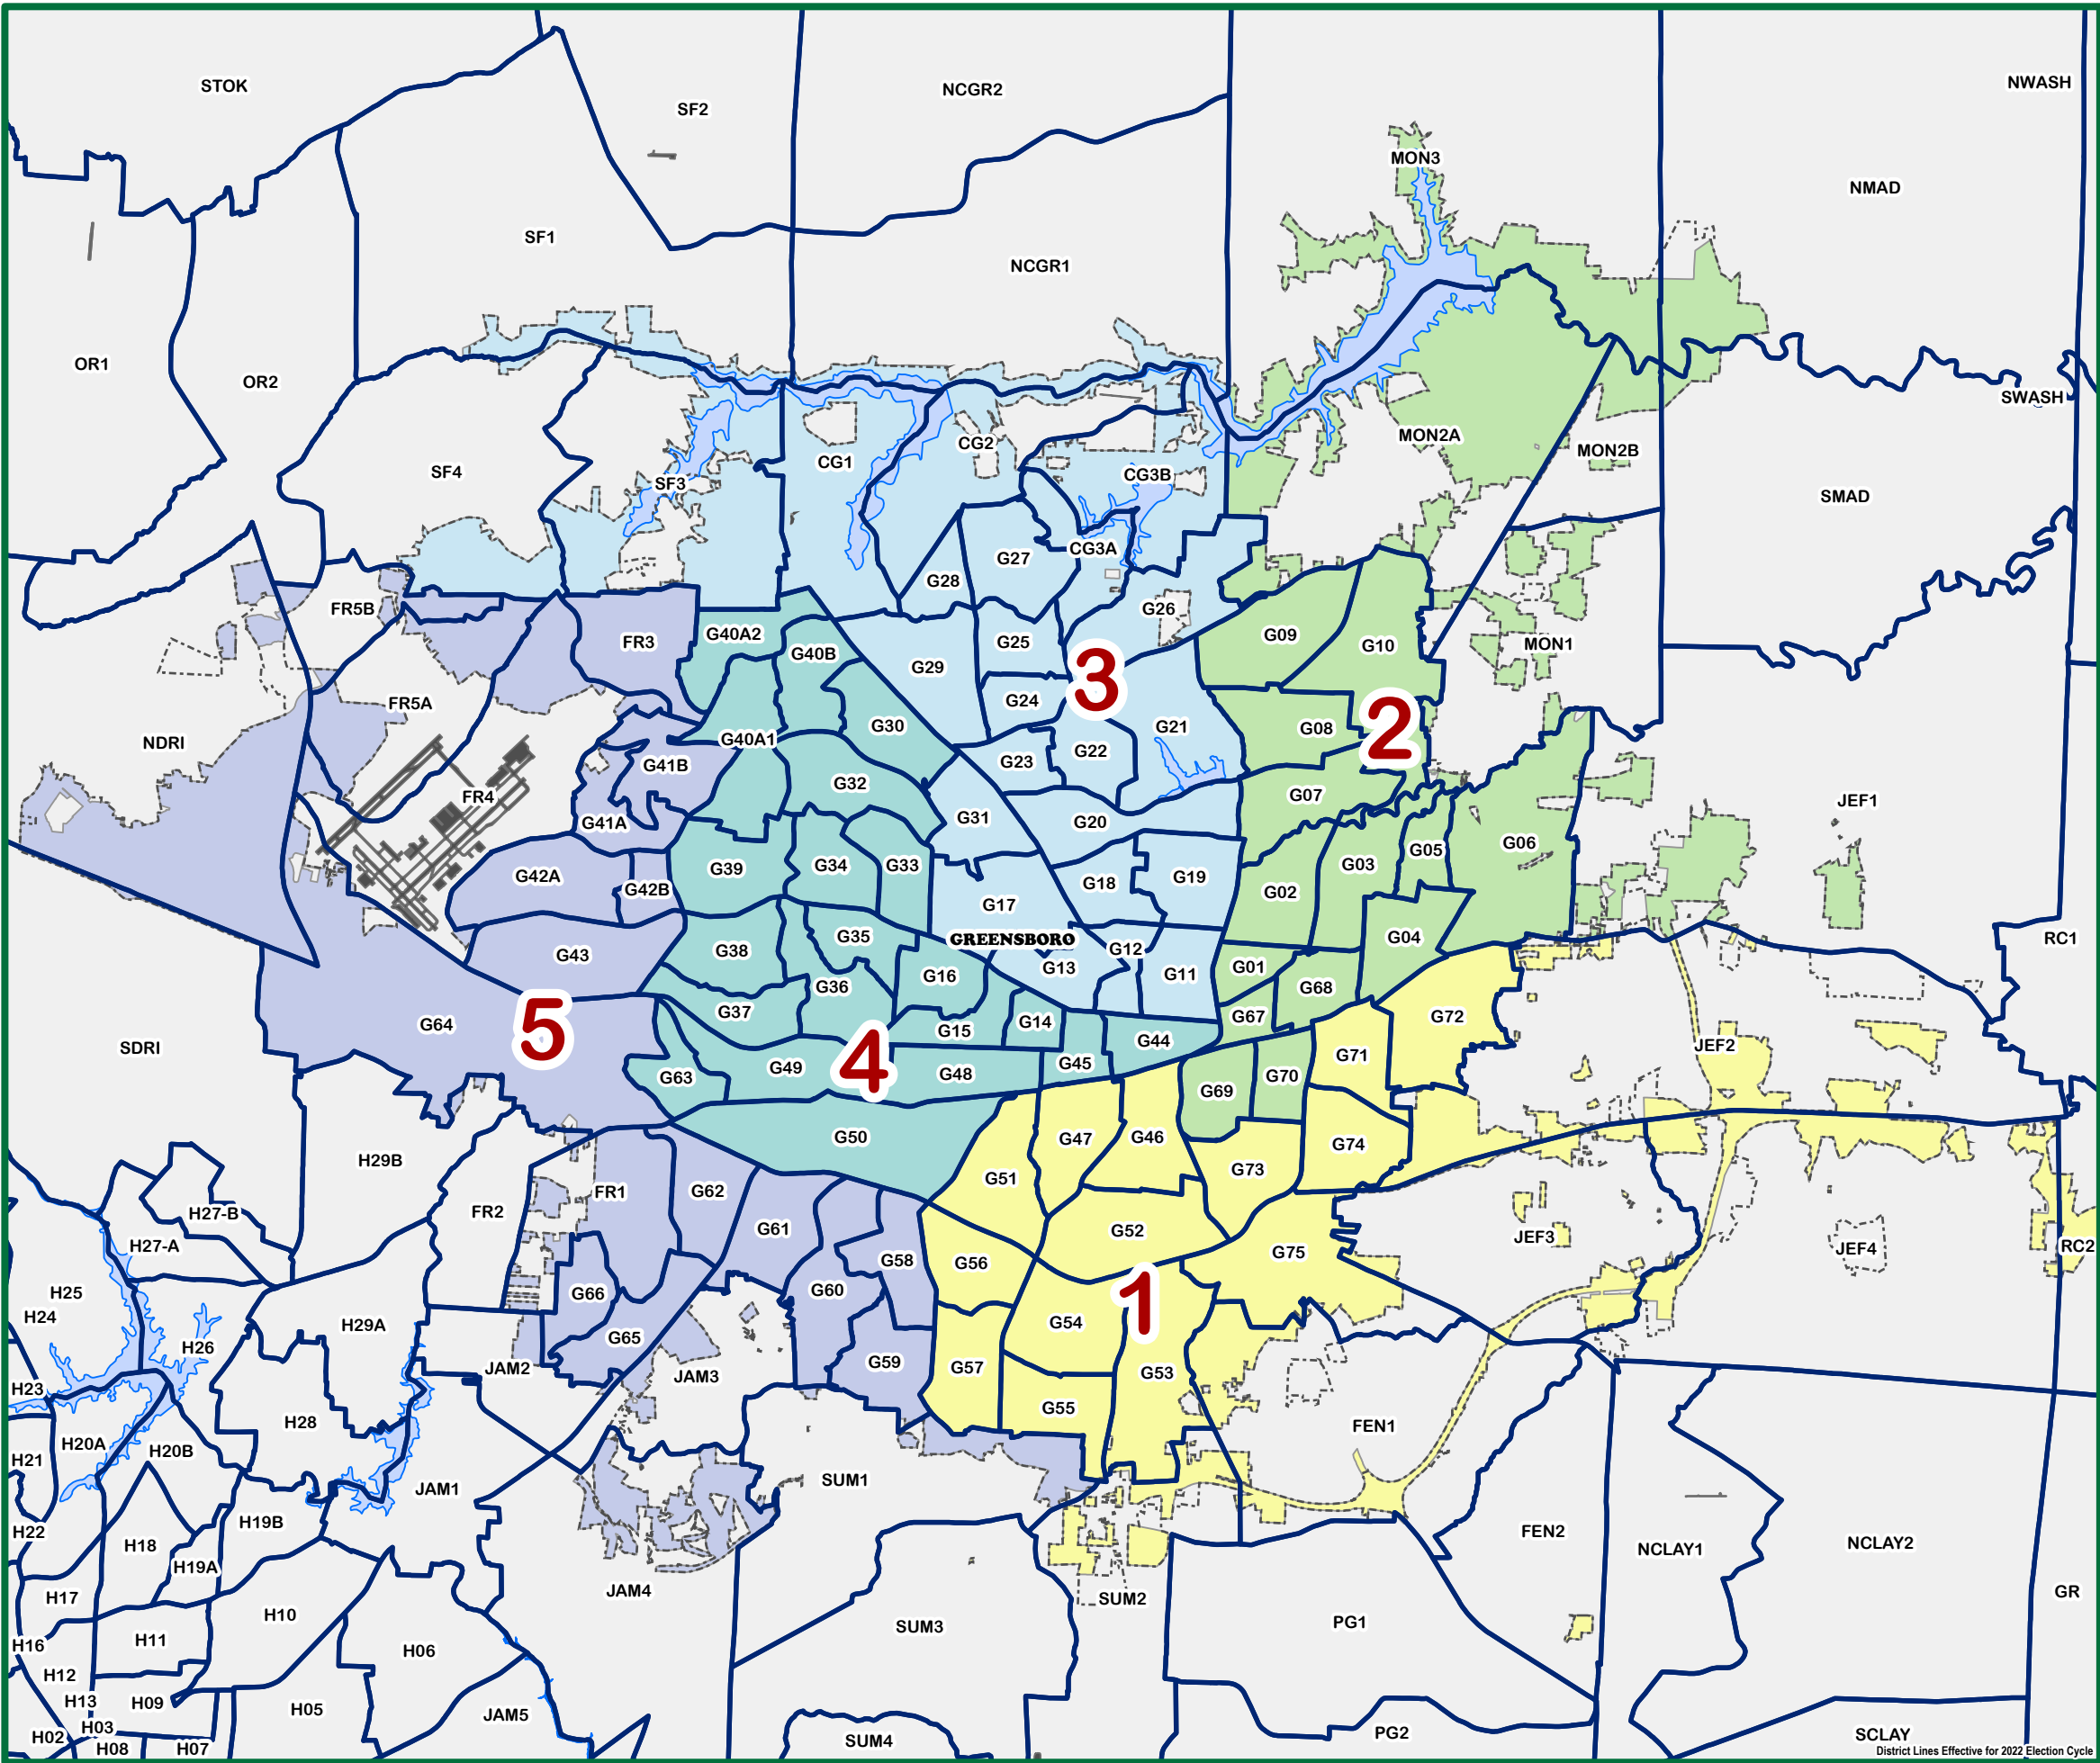 STOK
SF2
NCGR2
NWASH
MON3
NMAD
SF1
NCGR1
OR1
OR2
SWASH
SF4
SF3
CG1
CG2
CG3B
MON2A
MON2B
SMAD
G27
CG3A
G28
FR5B
G26
FR3
G40A2
G40B
G25
G09
G10
MON1
G29
3
G24
FR5A
NDRI
G40A1
G30
G21
G08
2
G41B
G23
G22
FR4
G32
G07
JEF1
G41A
G31
G20
G42A
G42B
G39
G34
G33
G18
G19
G02
G03
G05
G06
G17
G43
G38
G35
GREENSBORO
G12
G04
RC1
G16
G13
G11
G01
G36
G68
G64
5
G37
G15
G14
G67
G72
SDRI
G44
JEF2
G49
4
G48
G45
G71
G63
G69
G70
G50
G47
G46
G74
H29B
G51
G73
FR1
G62
H27-B
FR2
G61
G52
H27-A
G58
G56
G75
JEF3
JEF4
RC2
H25
G60
H24
G66
1
H29A
G54
H26
G65
JAM2
JAM3
G59
G57
G53
H23
H28
G55
FEN1
H20A
H20B
H21
SUM1
JAM1
H22
H19B
FEN2
H18
NCLAY1
NCLAY2
H19A
H17
JAM4
SUM2
GR
H10
H16
H11
H06
SUM3
PG1
H12
H13
H09
H05
JAM5
H03
H02
H08
H07
SUM4
PG2
SCLAY
District Lines Effective for 2022 Election Cycle